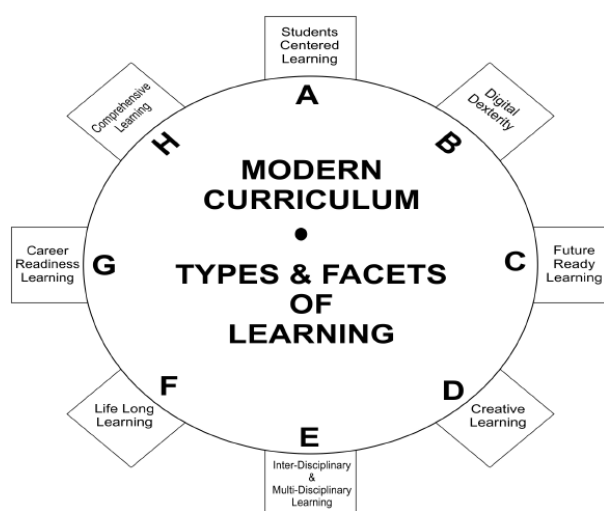 Students
Centered
Learning
A
Digital
Dexterity
B
Future
Ready
Learning
C
Creative
Learning
D
Inter-Disciplinary
&
Multi-Disciplinary
Learning
E
Life Long
Learning
F
Career
Readiness
Learning
G
Comprehensive
Learning
H
MODERN
CURRICULUM
•
TYPES & FACETS
OF
LEARNING